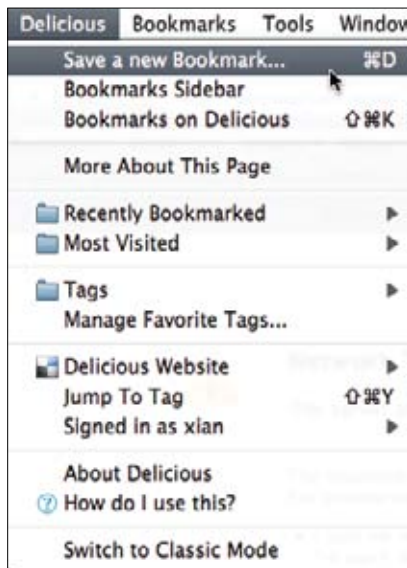 Delicious Bookmarks Tools Window
Save a new Bookmark... ⌘D
Bookmarks Sidebar
Bookmarks on Delicious ⇧⌘K
More About This Page
Recently Bookmarked
Most Visited
Tags
Manage Favorite Tags...
Delicious Website
Jump To Tag ⇧⌘Y
Signed in as xian
About Delicious
? How do I use this?
Switch to Classic Mode